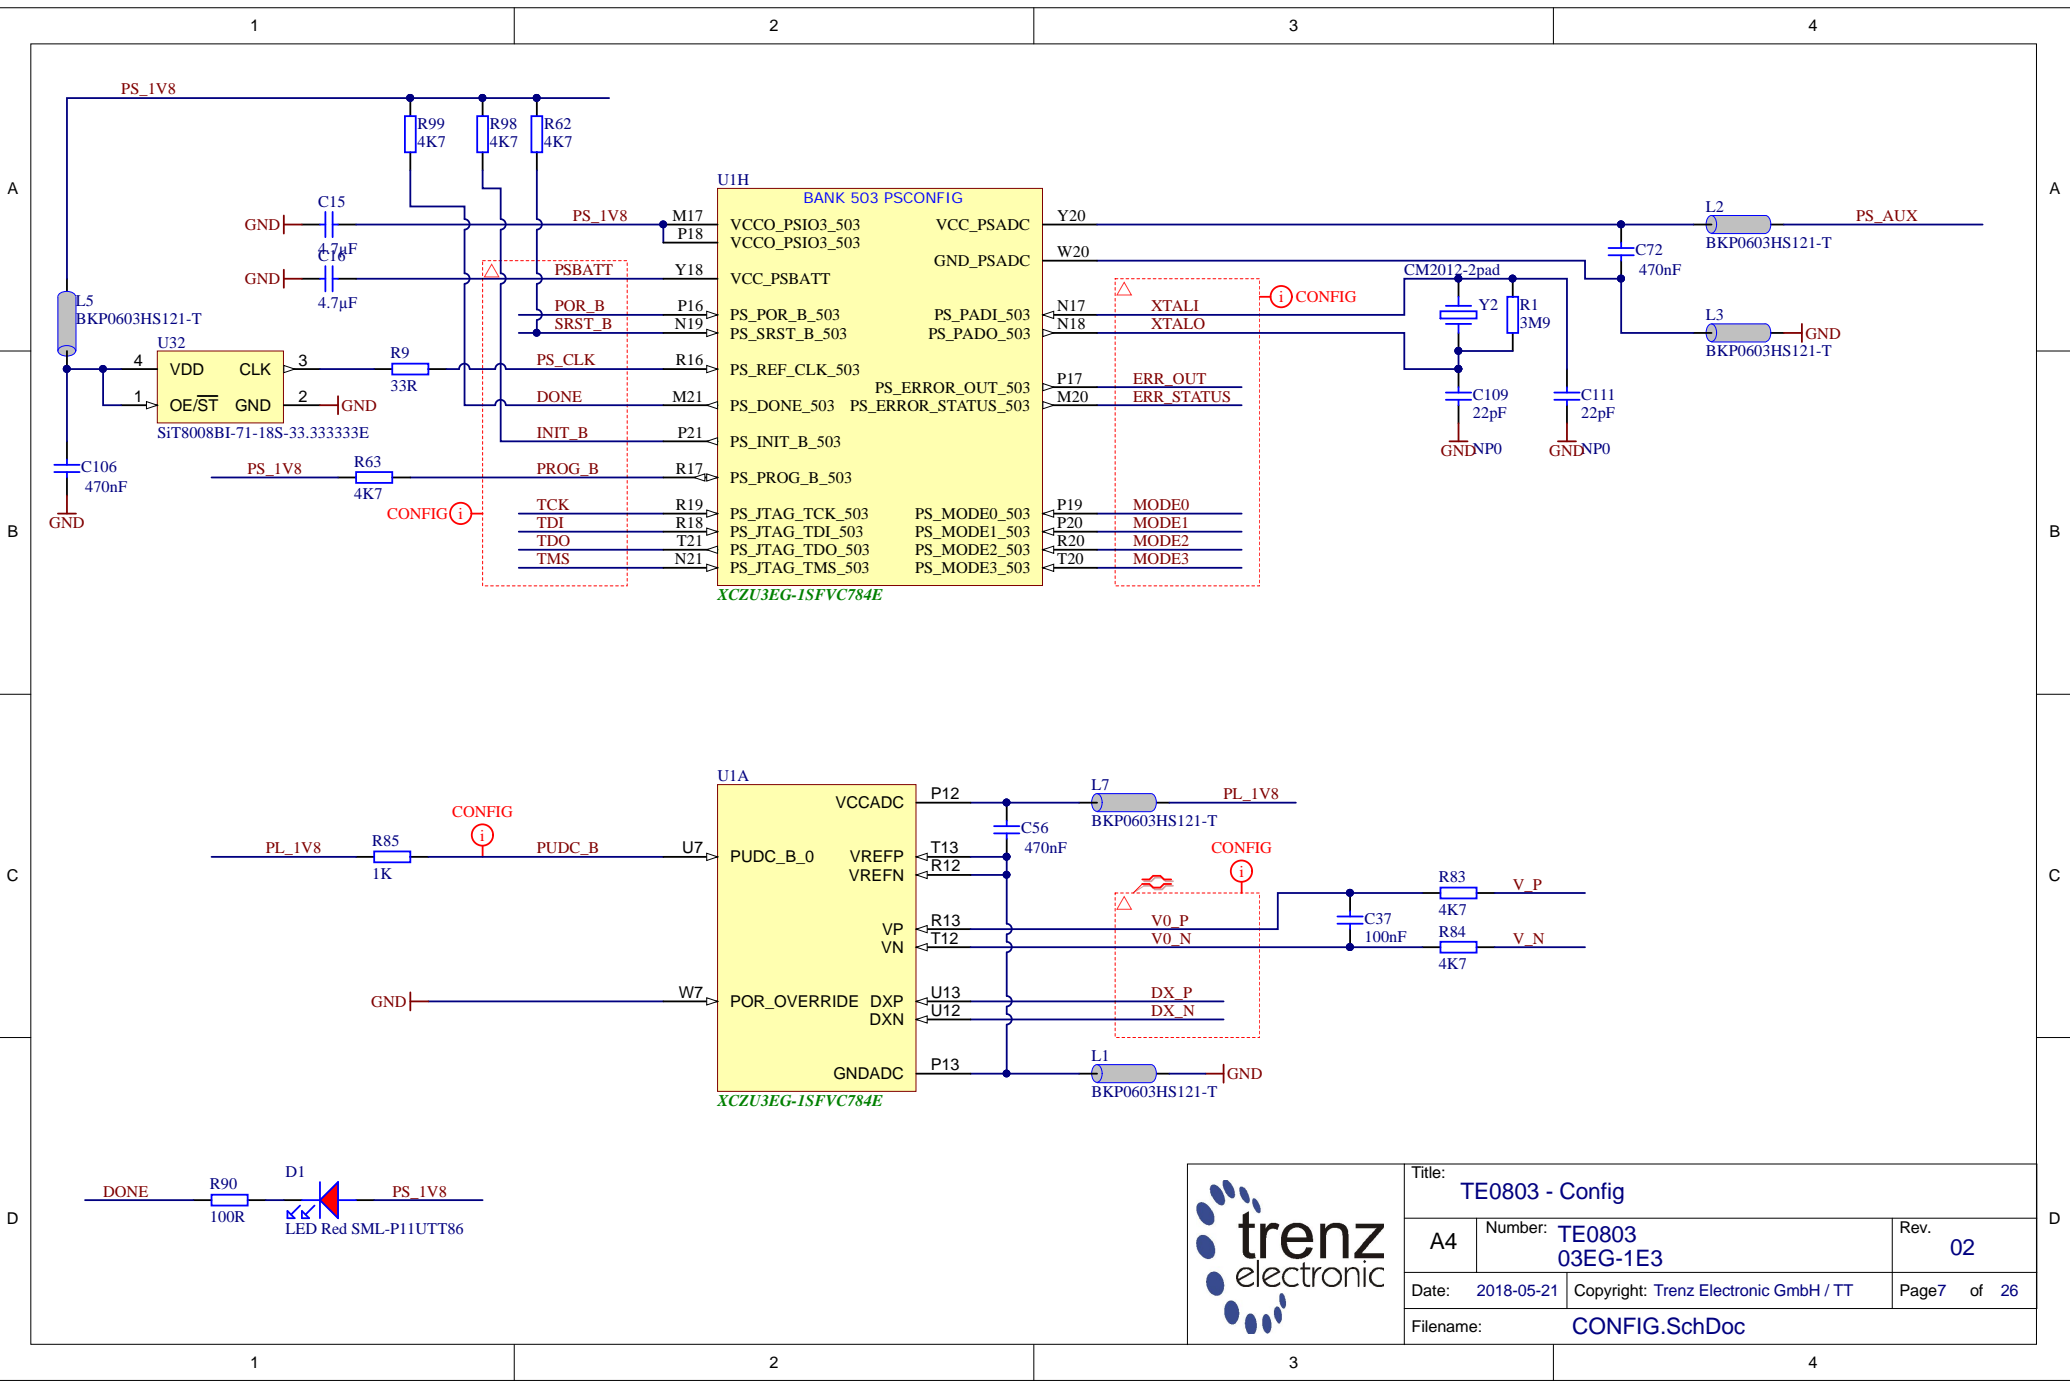 1 2 3 4
A A
B B
C C
D D
PS_1V8
R99
4K7
R98
4K7
R62
4K7
C15
GND
4.7µF
C16
GND
4.7µF
PS_1V8
PSBATT
POR_B
SRST_B
PS_CLK
DONE
INIT_B
PROG_B
TCK
TDI
TDO
TMS
CONFIG
i
L5
BKP0603HS121-T
U32
4 VDD CLK 3
1 OE/ST GND 2
GND
SiT8008BI-71-18S-33.333333E
R9
33R
C106
470nF
GND
PS_1V8
R63
4K7
U1H
BANK 503 PSCONFIG
M17 VCCO_PSIO3_503
P18 VCCO_PSIO3_503
Y18 VCC_PSBATT
P16 PS_POR_B_503
N19 PS_SRST_B_503
R16 PS_REF_CLK_503
M21 PS_DONE_503
P21 PS_INIT_B_503
R17 PS_PROG_B_503
R19 PS_JTAG_TCK_503
R18 PS_JTAG_TDI_503
T21 PS_JTAG_TDO_503
N21 PS_JTAG_TMS_503
VCC_PSADC Y20
GND_PSADC W20
PS_PADI_503 N17
PS_PADO_503 N18
PS_ERROR_OUT_503 P17
PS_ERROR_STATUS_503 M20
PS_MODE0_503 P19
PS_MODE1_503 P20
PS_MODE2_503 R20
PS_MODE3_503 T20
XCZU3EG-1SFVC784E
XTALI
XTALO
ERR_OUT
ERR_STATUS
MODE0
MODE1
MODE2
MODE3
i CONFIG
CM2012-2pad
Y2
R1
3M9
C109
22pF
GND NP0
C111
22pF
GND NP0
C72
470nF
L2
BKP0603HS121-T
PS_AUX
L3
BKP0603HS121-T
GND
U1A
PL_1V8
R85
1K
CONFIG
i
PUDC_B
U7 PUDC_B_0
GND
W7 POR_OVERRIDE
VCCADC P12
VREFP T13
VREFN R12
VP R13
VN T12
DXP U13
DXN U12
GNDADC P13
XCZU3EG-1SFVC784E
L7
BKP0603HS121-T
PL_1V8
C56
470nF
CONFIG
i
V0_P
V0_N
DX_P
DX_N
C37
100nF
R83
4K7
V_P
R84
4K7
V_N
L1
BKP0603HS121-T
GND
DONE
R90
100R
D1
LED Red SML-P11UTT86
PS_1V8
trenz
electronic
Title:
TE0803 - Config
A4
Number: TE0803
03EG-1E3
Rev.
02
Date: 2018-05-21
Copyright: Trenz Electronic GmbH / TT
Page7 of 26
Filename: CONFIG.SchDoc
1 2 3 4